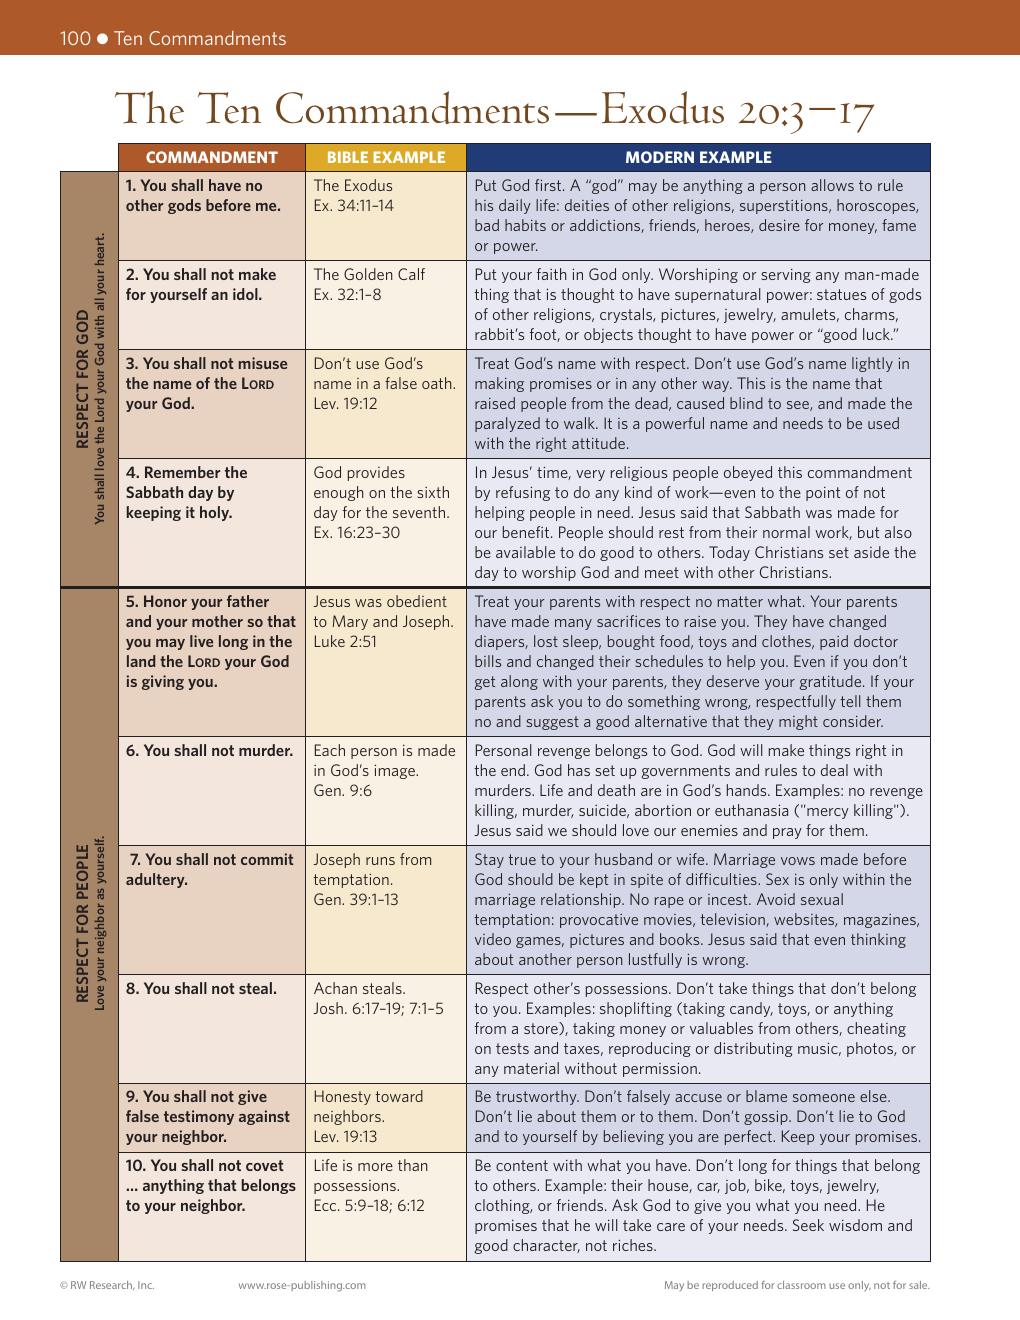 100 ● Ten Commandments
The Ten Commandments—Exodus 20:3–17
COMMANDMENT
BIBLE EXAMPLE
MODERN EXAMPLE
RESPECT FOR GOD
You shall love the Lord your God with all your heart.
1. You shall have no
other gods before me.
The Exodus
Ex. 34:11–14
Put God first. A “god” may be anything a person allows to rule
his daily life: deities of other religions, superstitions, horoscopes,
bad habits or addictions, friends, heroes, desire for money, fame
or power.
2. You shall not make
for yourself an idol.
The Golden Calf
Ex. 32:1–8
Put your faith in God only. Worshiping or serving any man-made
thing that is thought to have supernatural power: statues of gods
of other religions, crystals, pictures, jewelry, amulets, charms,
rabbit’s foot, or objects thought to have power or “good luck.”
3. You shall not misuse
the name of the LORD
your God.
Don’t use God’s
name in a false oath.
Lev. 19:12
Treat God’s name with respect. Don’t use God’s name lightly in
making promises or in any other way. This is the name that
raised people from the dead, caused blind to see, and made the
paralyzed to walk. It is a powerful name and needs to be used
with the right attitude.
4. Remember the
Sabbath day by
keeping it holy.
God provides
enough on the sixth
day for the seventh.
Ex. 16:23–30
In Jesus’ time, very religious people obeyed this commandment
by refusing to do any kind of work—even to the point of not
helping people in need. Jesus said that Sabbath was made for
our benefit. People should rest from their normal work, but also
be available to do good to others. Today Christians set aside the
day to worship God and meet with other Christians.
RESPECT FOR PEOPLE
Love your neighbor as yourself.
5. Honor your father
and your mother so that
you may live long in the
land the LORD your God
is giving you.
Jesus was obedient
to Mary and Joseph.
Luke 2:51
Treat your parents with respect no matter what. Your parents
have made many sacrifices to raise you. They have changed
diapers, lost sleep, bought food, toys and clothes, paid doctor
bills and changed their schedules to help you. Even if you don’t
get along with your parents, they deserve your gratitude. If your
parents ask you to do something wrong, respectfully tell them
no and suggest a good alternative that they might consider.
6. You shall not murder.
Each person is made
in God’s image.
Gen. 9:6
Personal revenge belongs to God. God will make things right in
the end. God has set up governments and rules to deal with
murders. Life and death are in God’s hands. Examples: no revenge
killing, murder, suicide, abortion or euthanasia ("mercy killing").
Jesus said we should love our enemies and pray for them.
7. You shall not commit
adultery.
Joseph runs from
temptation.
Gen. 39:1–13
Stay true to your husband or wife. Marriage vows made before
God should be kept in spite of difficulties. Sex is only within the
marriage relationship. No rape or incest. Avoid sexual
temptation: provocative movies, television, websites, magazines,
video games, pictures and books. Jesus said that even thinking
about another person lustfully is wrong.
8. You shall not steal.
Achan steals.
Josh. 6:17–19; 7:1–5
Respect other’s possessions. Don’t take things that don’t belong
to you. Examples: shoplifting (taking candy, toys, or anything
from a store), taking money or valuables from others, cheating
on tests and taxes, reproducing or distributing music, photos, or
any material without permission.
9. You shall not give
false testimony against
your neighbor.
Honesty toward
neighbors.
Lev. 19:13
Be trustworthy. Don’t falsely accuse or blame someone else.
Don’t lie about them or to them. Don’t gossip. Don’t lie to God
and to yourself by believing you are perfect. Keep your promises.
10. You shall not covet
... anything that belongs
to your neighbor.
Life is more than
possessions.
Ecc. 5:9–18; 6:12
Be content with what you have. Don’t long for things that belong
to others. Example: their house, car, job, bike, toys, jewelry,
clothing, or friends. Ask God to give you what you need. He
promises that he will take care of your needs. Seek wisdom and
good character, not riches.
© RW Research, Inc.
www.rose-publishing.com
May be reproduced for classroom use only, not for sale.